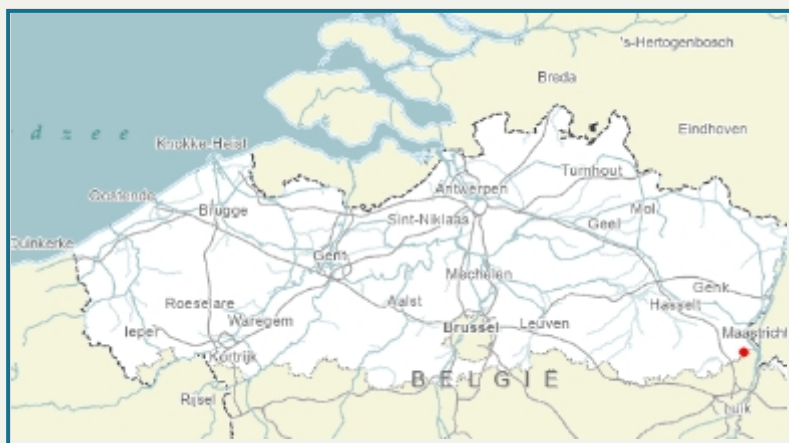 's-Hertogenbosch
Breda
d z e e
Eindhoven
Knokke-Heist
Turnhout
Antwerpen
Oostende
Mol
Brugge
Sint-Niklaas
Geel
Duinkerke
Gent
Mechelen
Genk
Roeselare
Aalst
Hasselt
Waregem
Ieper
Brussel
Leuven
Maastricht
Kortrijk
BELGIË
Rijsel
Luik